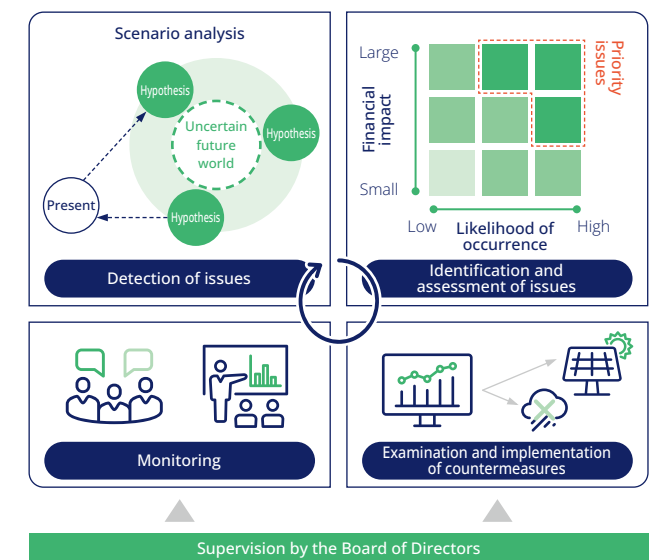 Scenario analysis
Hypothesis
Hypothesis
Uncertain
future
world
Present
Hypothesis
Detection of issues
Large
Financial
impact
Small
Priority
issues
Low
Likelihood of
occurrence
High
Identification and
assessment of issues
Monitoring
Examination and implementation
of countermeasures
Supervision by the Board of Directors